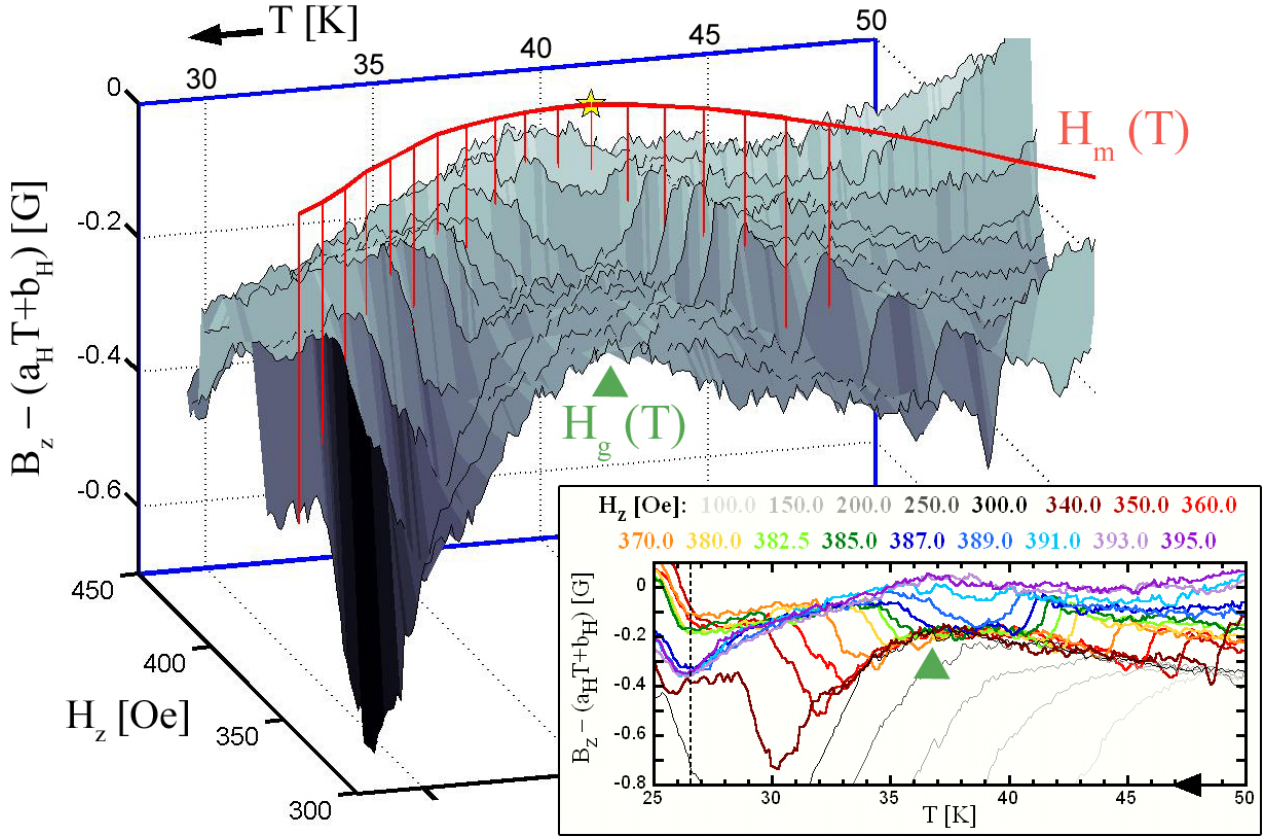 T [K]
30 35 40 45 50
0
-0.2
-0.4
-0.6
B_z – (a_H T+b_H) [G]
H_m (T)
H_g (T)
450
400
350
300
H_z [Oe]
H_z [Oe]: 100.0 150.0 200.0 250.0 300.0 340.0 350.0 360.0
370.0 380.0 382.5 385.0 387.0 389.0 391.0 393.0 395.0
B_z – (a_H T+b_H) [G]
0
-0.2
-0.4
-0.6
-0.8
25 30 35 40 45 50
T [K]